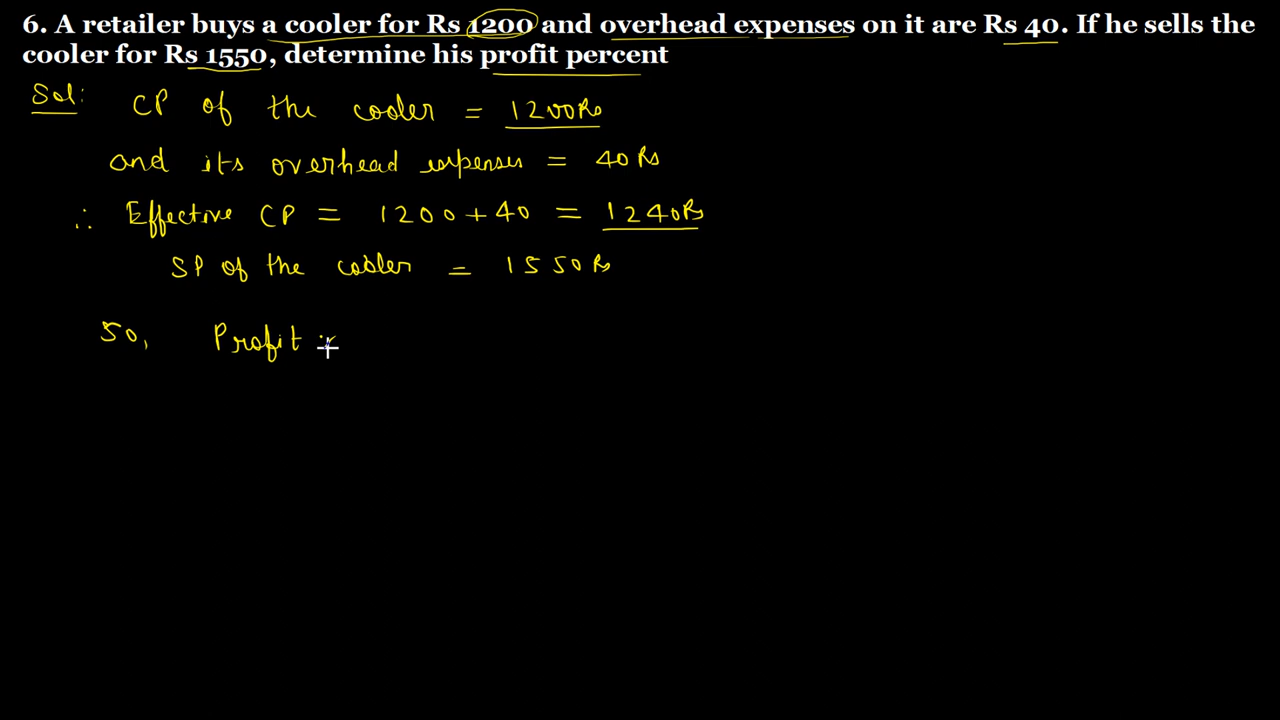 6. A retailer buys a cooler for Rs 1200 and overhead expenses on it are Rs 40. If he sells the
cooler for Rs 1550, determine his profit percent
Sol: CP of the cooler = 1200Rs
and its overhead expenses = 40Rs
∴ Effective CP = 1200+40 = 1240Rs
SP of the cooler = 1550Rs
So, Profit